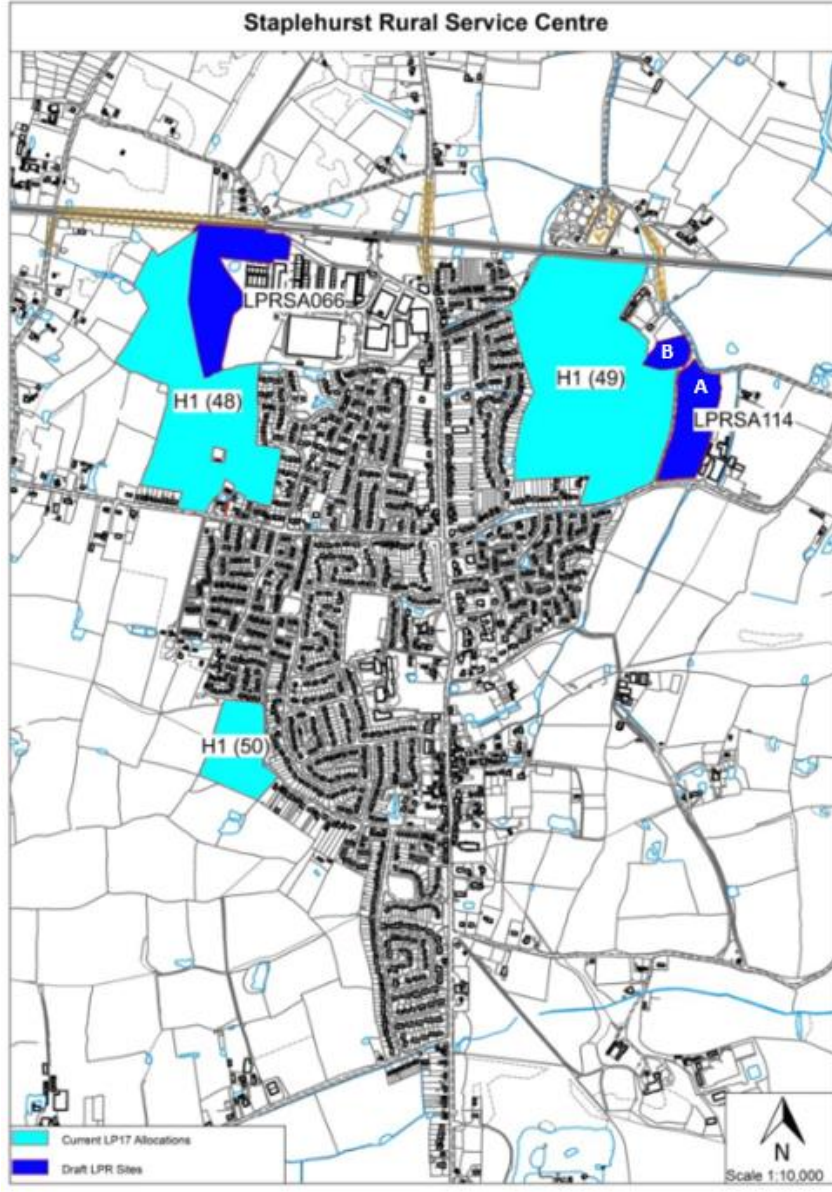 Staplehurst Rural Service Centre
LPRSA066
B
H1 (49)
A
H1 (48)
LPRSA114
H1 (50)
Current LP17 Allocations
Draft LPR Sites
N
Scale 1:10,000